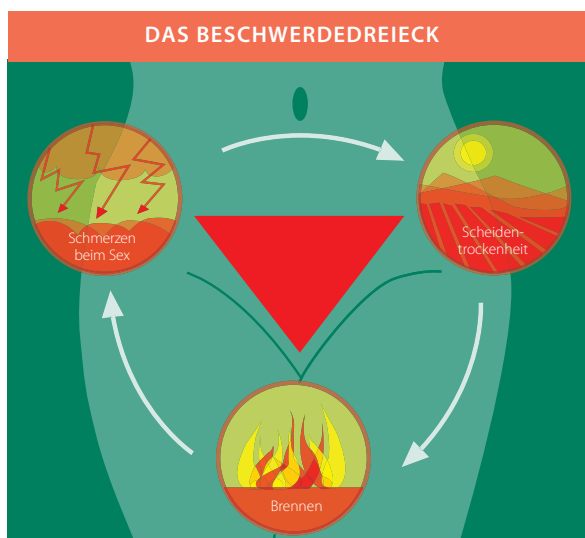 DAS BESCHWERDEDREIECK
Schmerzen
beim Sex
Scheiden-
trockenheit
Brennen